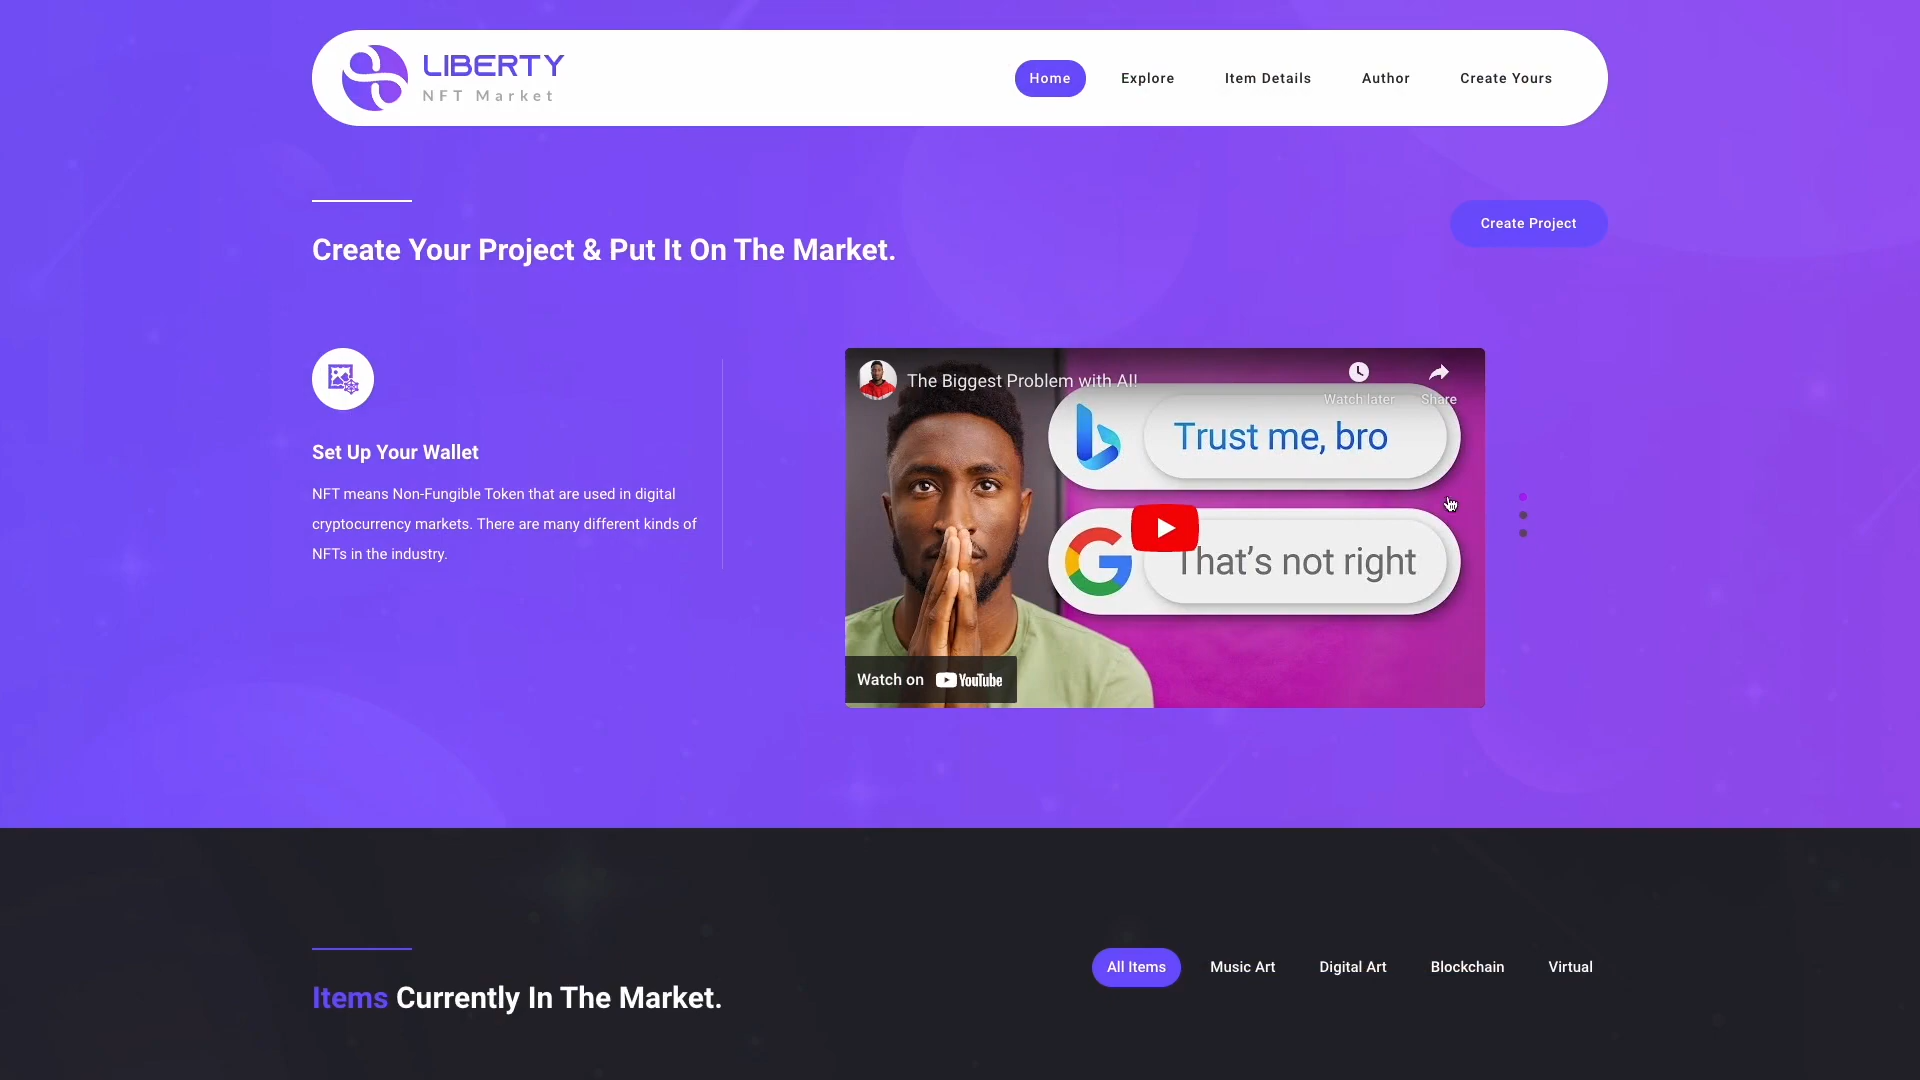 LIBERTY
NFT Market
Home
Explore
Item Details
Author
Create Yours
Create Project
Create Your Project & Put It On The Market.
Set Up Your Wallet
NFT means Non-Fungible Token that are used in digital
cryptocurrency markets. There are many different kinds of
NFTs in the industry.
The Biggest Problem with AI!
Watch later
Share
Trust me, bro
That’s not right
Watch on YouTube
All Items
Music Art
Digital Art
Blockchain
Virtual
Items Currently In The Market.